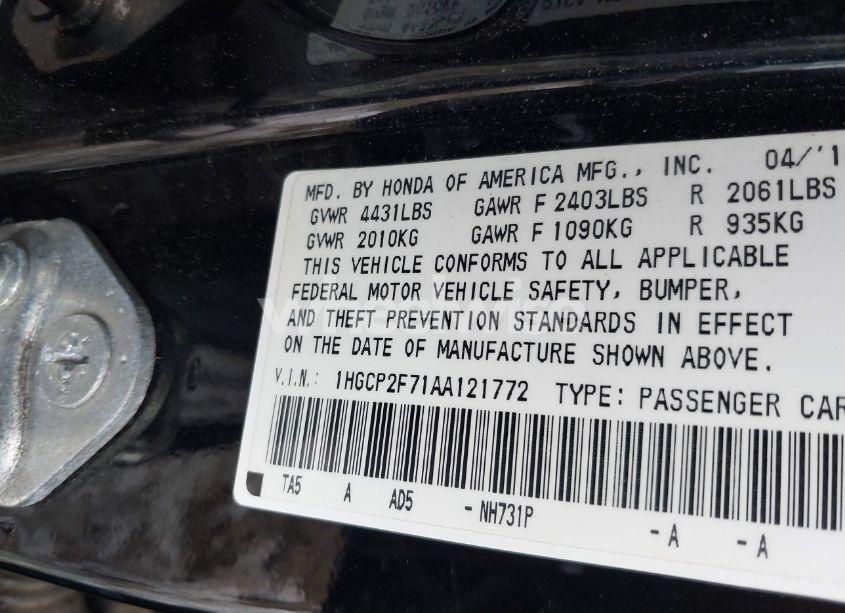 MFD. BY HONDA OF AMERICA MFG., INC. 04/'1
GVWR 4431LBS GAWR F 2403LBS R 2061LBS
GVWR 2010KG GAWR F 1090KG R 935KG
THIS VEHICLE CONFORMS TO ALL APPLICABLE
FEDERAL MOTOR VEHICLE SAFETY, BUMPER,
AND THEFT PREVENTION STANDARDS IN EFFECT
ON THE DATE OF MANUFACTURE SHOWN ABOVE.
V.I.N.: 1HGCP2F71AA121772 TYPE: PASSENGER CAR
TA5 A AD5 - NH731P - A - A